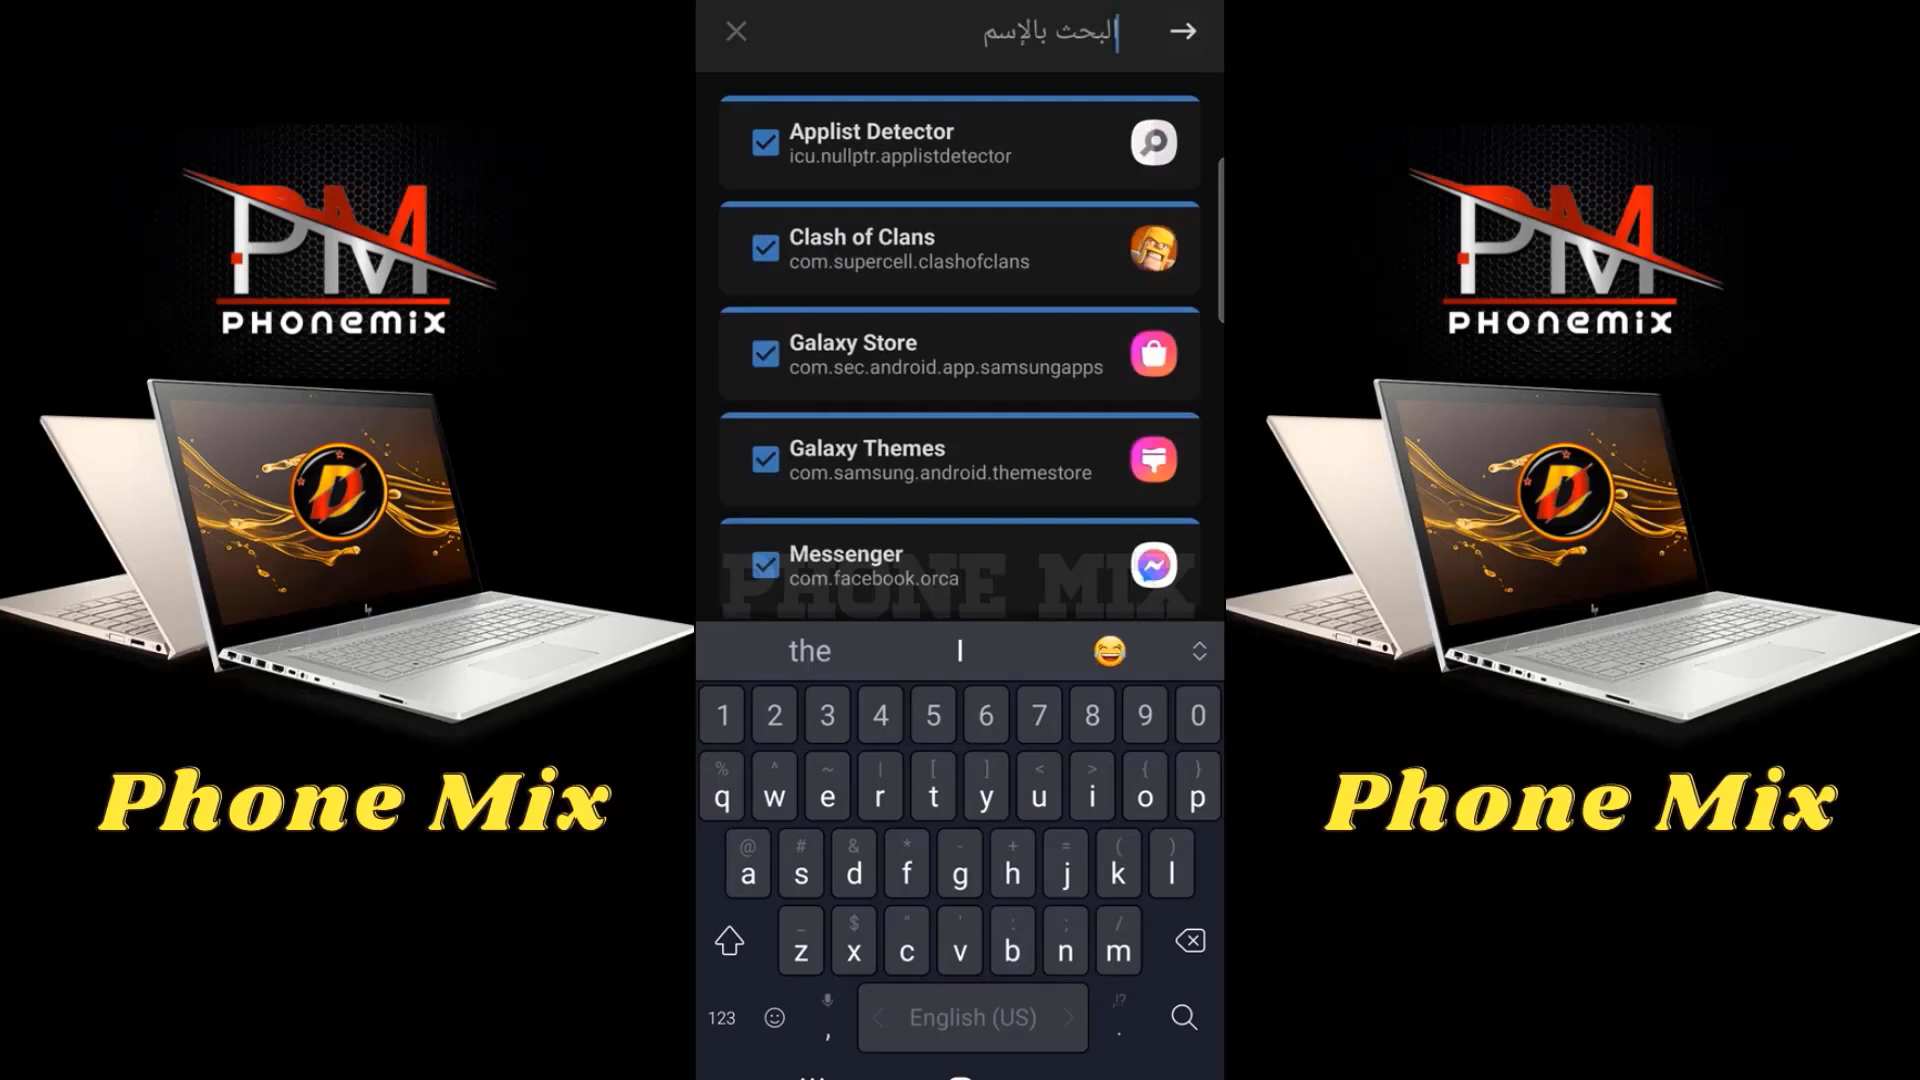 البحث بالإسم
Applist Detector
icu.nullptr.applistdetector
Clash of Clans
com.supercell.clashofclans
Galaxy Store
com.sec.android.app.samsungapps
Galaxy Themes
com.samsung.android.themestore
Messenger
com.facebook.orca
PHONE MIX
the I 😂
1 2 3 4 5 6 7 8 9 0
% ^ ~ | [ ] < > { }
q w e r t y u i o p
@ # & * - + = ( )
a s d f g h j k l
_ $ " ' : ; /
z x c v b n m
,!?
123 , English (US) .
PM
PHONEMIX
D
hp
Phone Mix
PM
PHONEMIX
D
hp
Phone Mix